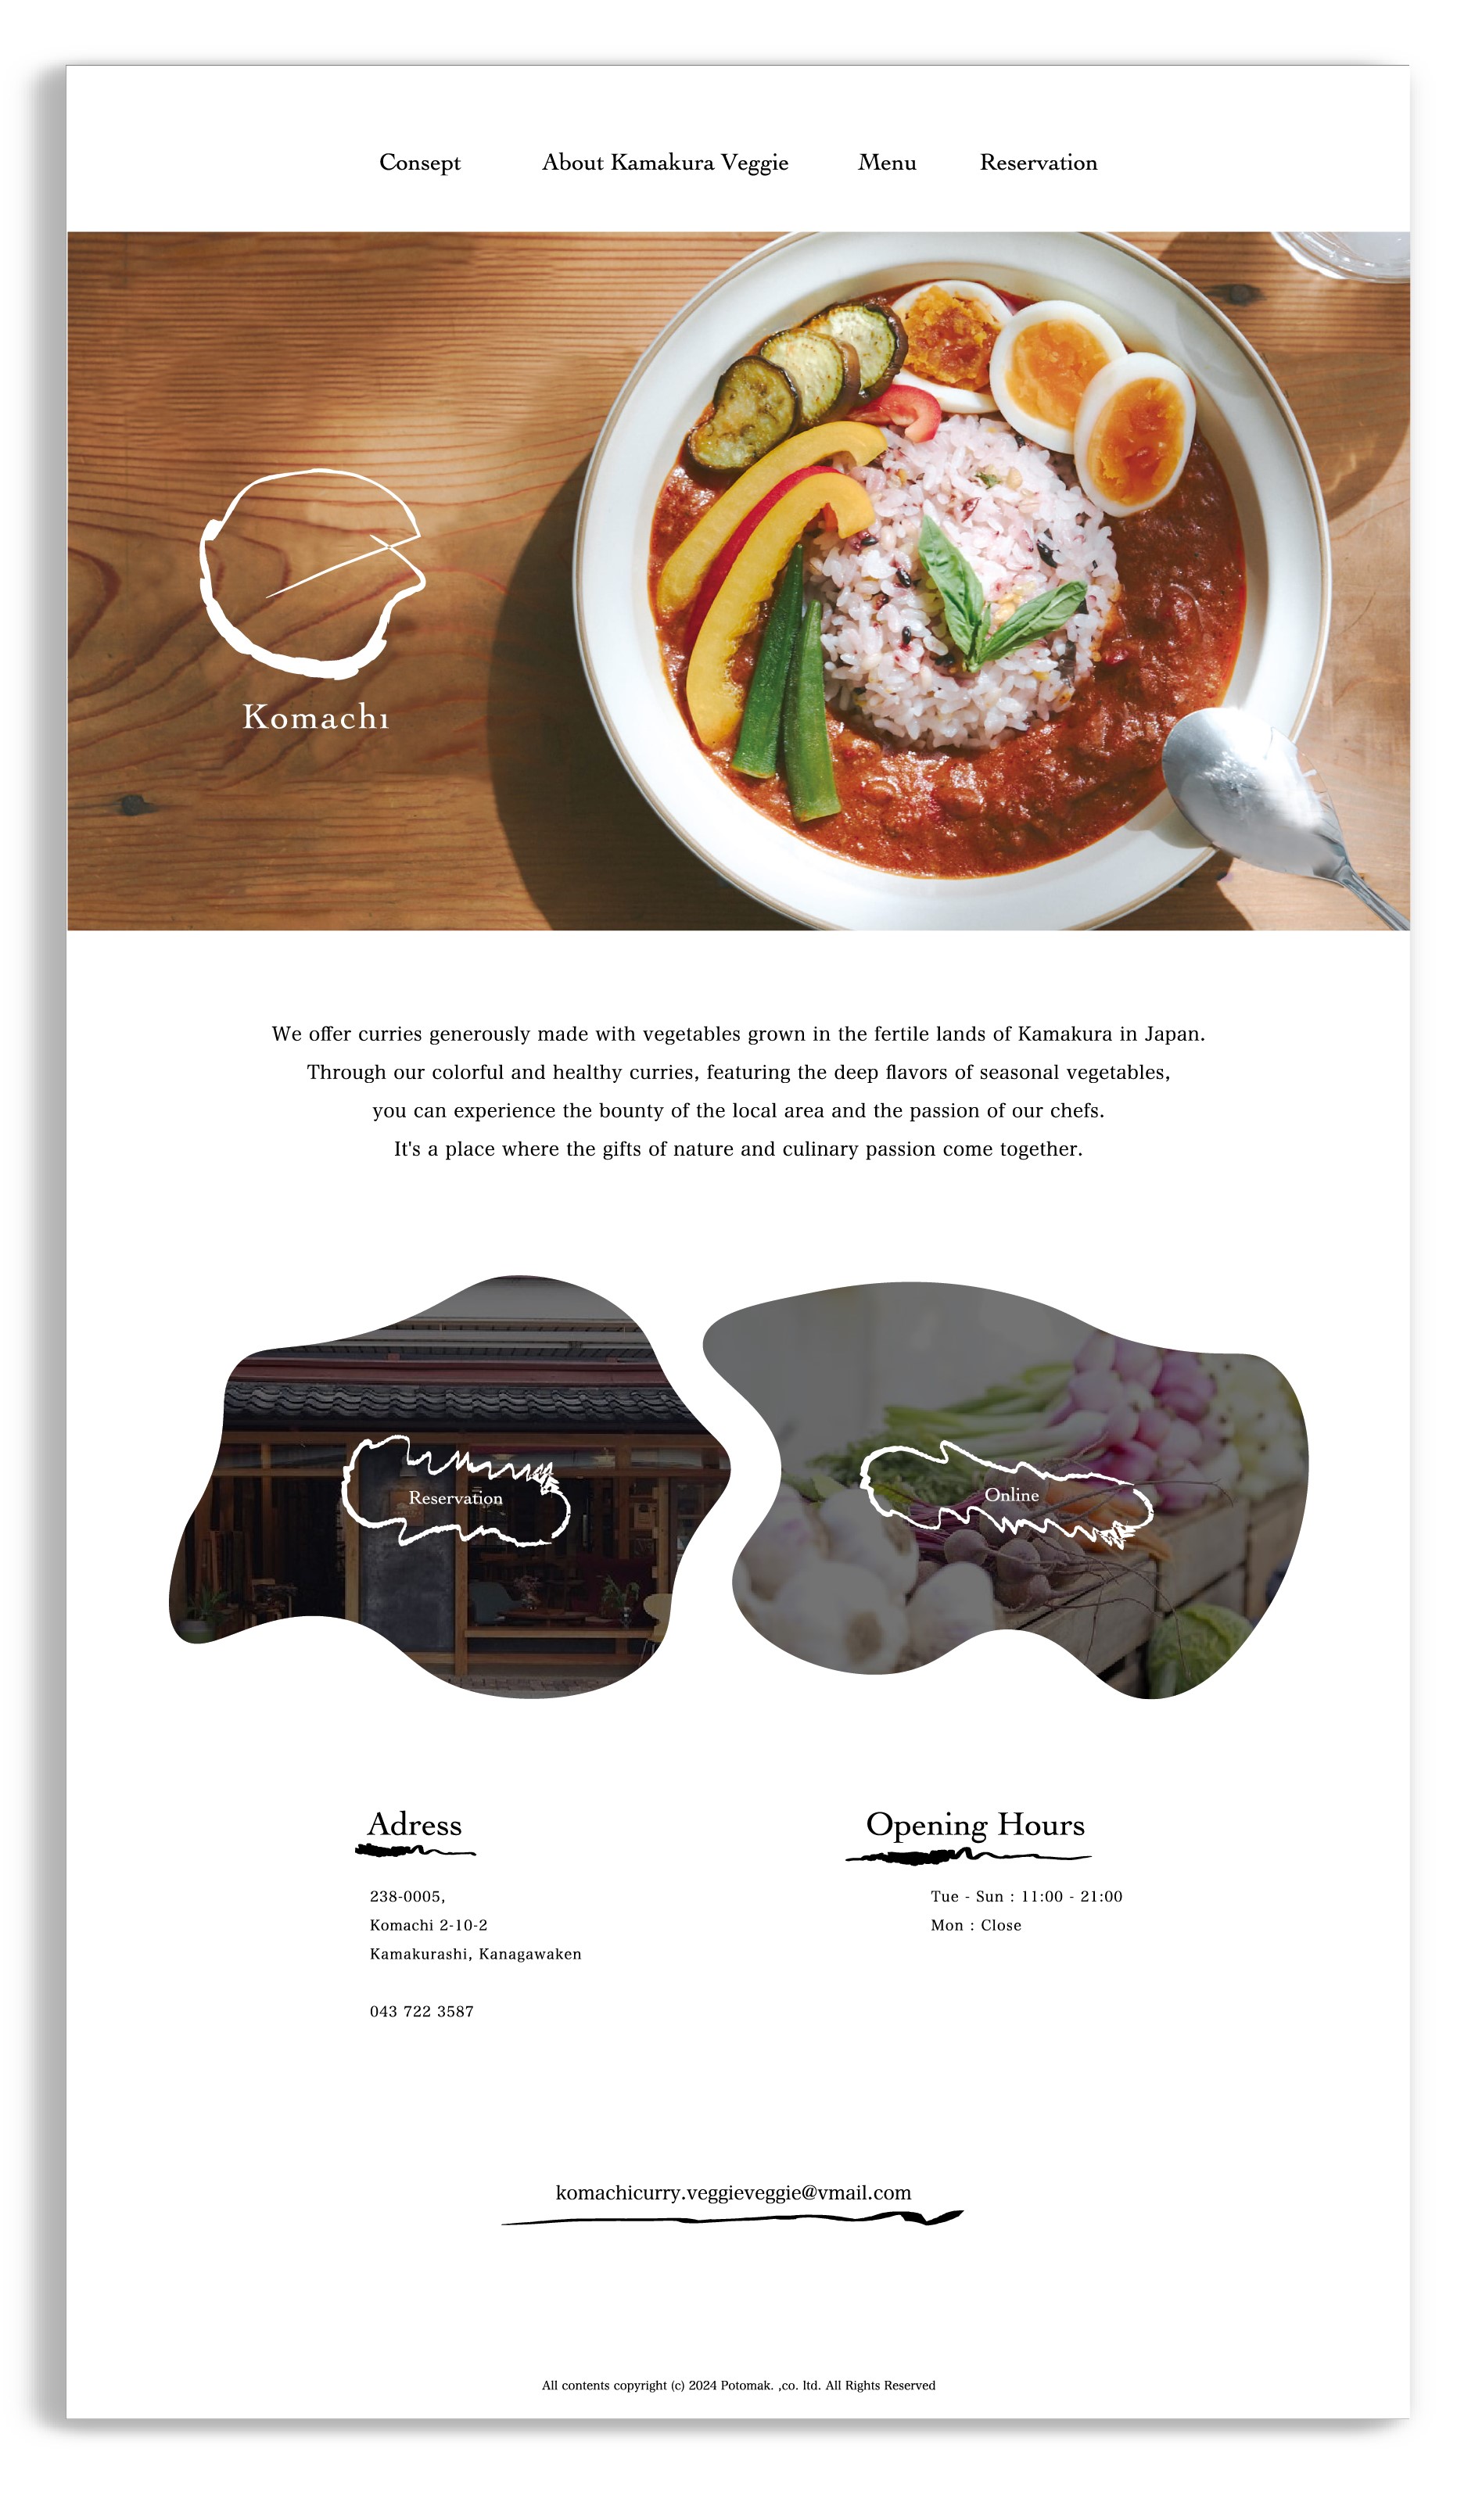 Consept About Kamakura Veggie Menu Reservation
Komachi
We offer curries generously made with vegetables grown in the fertile lands of Kamakura in Japan.
Through our colorful and healthy curries, featuring the deep flavors of seasonal vegetables,
you can experience the bounty of the local area and the passion of our chefs.
It's a place where the gifts of nature and culinary passion come together.
Reservation
Online
Adress
238-0005,
Komachi 2-10-2
Kamakurashi, Kanagawaken
043 722 3587
Opening Hours
Tue - Sun : 11:00 - 21:00
Mon : Close
komachicurry.veggieveggie@vmail.com
All contents copyright (c) 2024 Potomak. ,co. ltd. All Rights Reserved